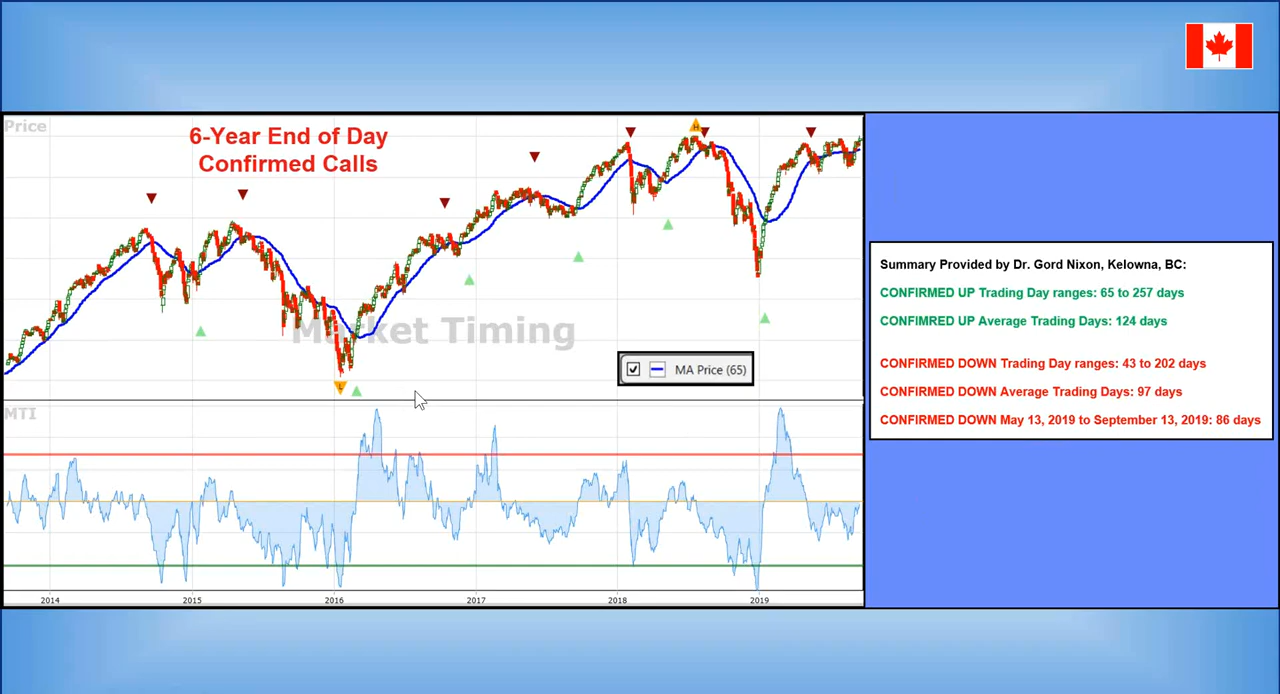 Price
6-Year End of Day
Confirmed Calls
H
Market Timing
L
MA Price (65)
MTI
2014 2015 2016 2017 2018 2019
Summary Provided by Dr. Gord Nixon, Kelowna, BC:
CONFIRMED UP Trading Day ranges: 65 to 257 days
CONFIMRED UP Average Trading Days: 124 days
CONFIRMED DOWN Trading Day ranges: 43 to 202 days
CONFIRMED DOWN Average Trading Days: 97 days
CONFIRMED DOWN May 13, 2019 to September 13, 2019: 86 days